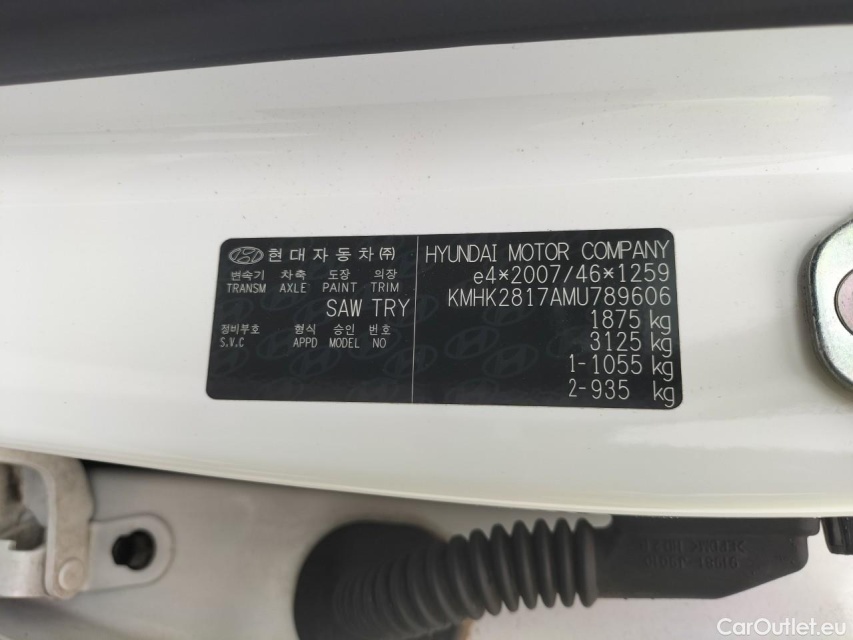 현대자동차㈜
변속기 차축 도장 의장
TRANSM AXLE PAINT TRIM
SAW TRY
정비부호 형식 승인 번호
S.V.C APPD MODEL NO
HYUNDAI MOTOR COMPANY
e4*2007/46*1259
KMHK2817AMU789606
1875 kg
3125 kg
1-1055 kg
2-935 kg
CarOutlet.eu